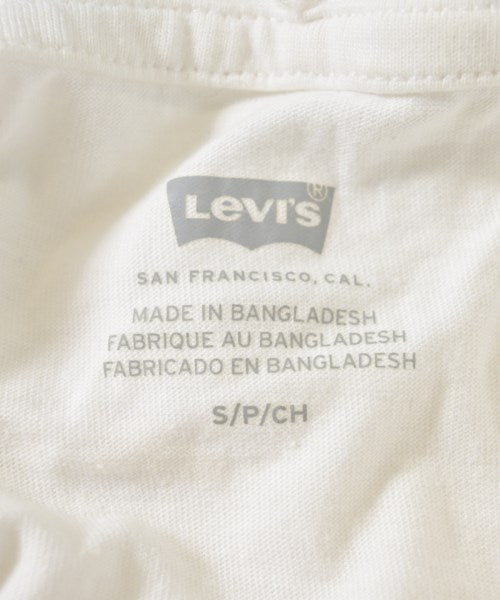 Levi's®
SAN FRANCISCO, CAL.
MADE IN BANGLADESH
FABRIQUE AU BANGLADESH
FABRICADO EN BANGLADESH
S/P/CH